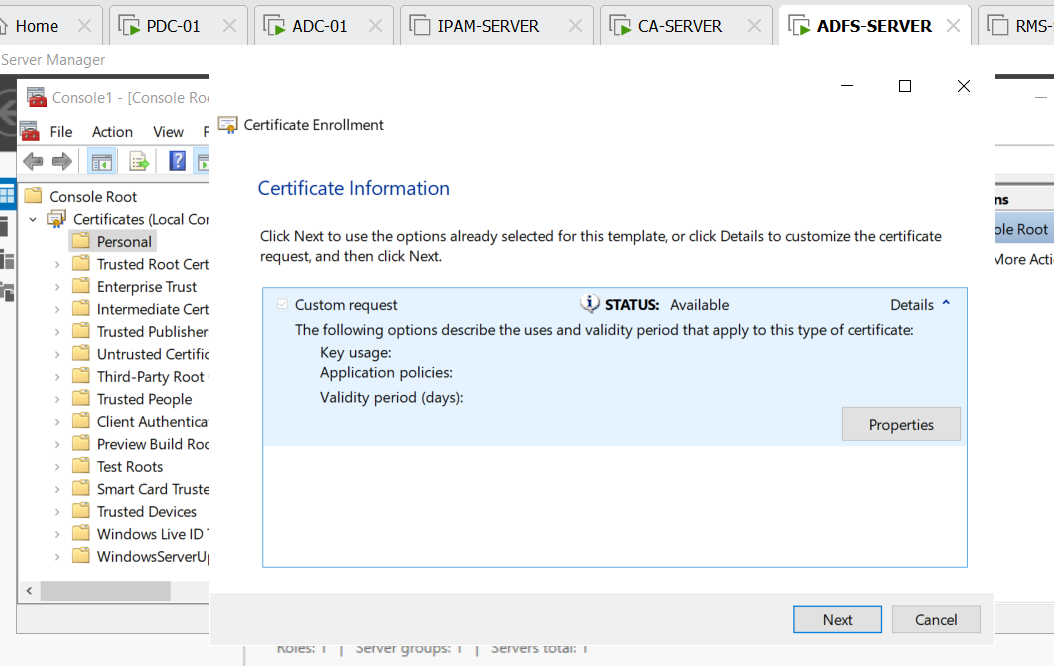 Home
PDC-01
ADC-01
IPAM-SERVER
CA-SERVER
ADFS-SERVER
RMS-
Server Manager
Console1 - [Console Roo
File Action View F
Certificate Enrollment
Certificate Information
Click Next to use the options already selected for this template, or click Details to customize the certificate
request, and then click Next.
Custom request
STATUS: Available
Details
The following options describe the uses and validity period that apply to this type of certificate:
Key usage:
Application policies:
Validity period (days):
Properties
Next
Cancel
Console Root
Certificates (Local Cor
Personal
Trusted Root Cert
Enterprise Trust
Intermediate Cert
Trusted Publisher
Untrusted Certific
Third-Party Root
Trusted People
Client Authentica
Preview Build Roo
Test Roots
Smart Card Truste
Trusted Devices
Windows Live ID T
WindowsServerUp
ns
ole Root
More Acti
Roles: 1 | Server groups: 1 | Servers total: 1